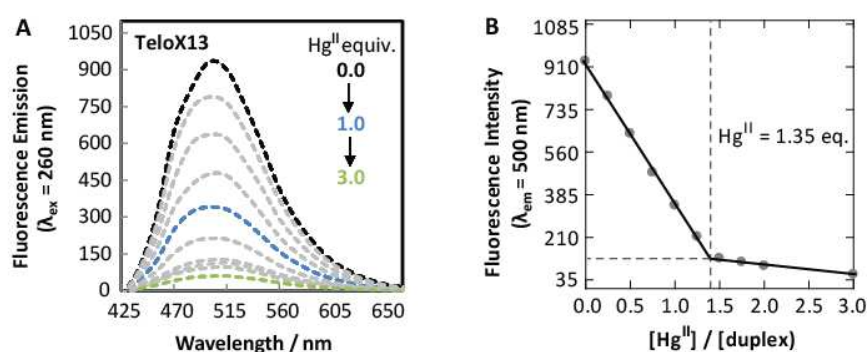 A
TeloX13
Hg^II equiv.
0.0
1.0
3.0
1050
900
750
600
450
300
150
0
425 470 515 560 600 650
Wavelength / nm
Fluorescence Emission
(λex = 260 nm)
B
1085
910
735
560
385
210
35
Hg^II = 1.35 eq.
0.0 0.5 1.0 1.5 2.0 2.5 3.0
[Hg^II] / [duplex]
Fluorescence Intensity
(λem = 500 nm)